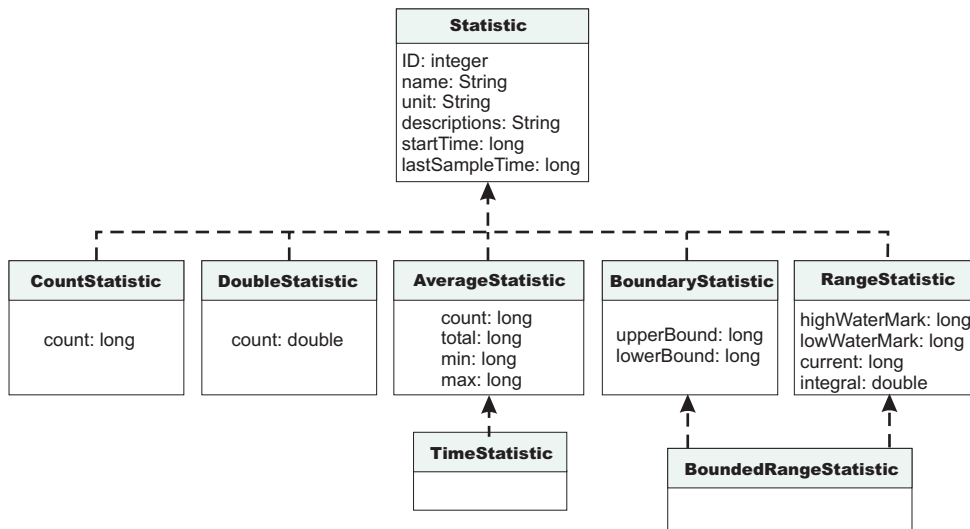 Statistic
ID: integer
name: String
unit: String
descriptions: String
startTime: long
lastSampleTime: long
CountStatistic
count: long
DoubleStatistic
count: double
AverageStatistic
count: long
total: long
min: long
max: long
BoundaryStatistic
upperBound: long
lowerBound: long
RangeStatistic
highWaterMark: long
lowWaterMark: long
current: long
integral: double
TimeStatistic
BoundedRangeStatistic